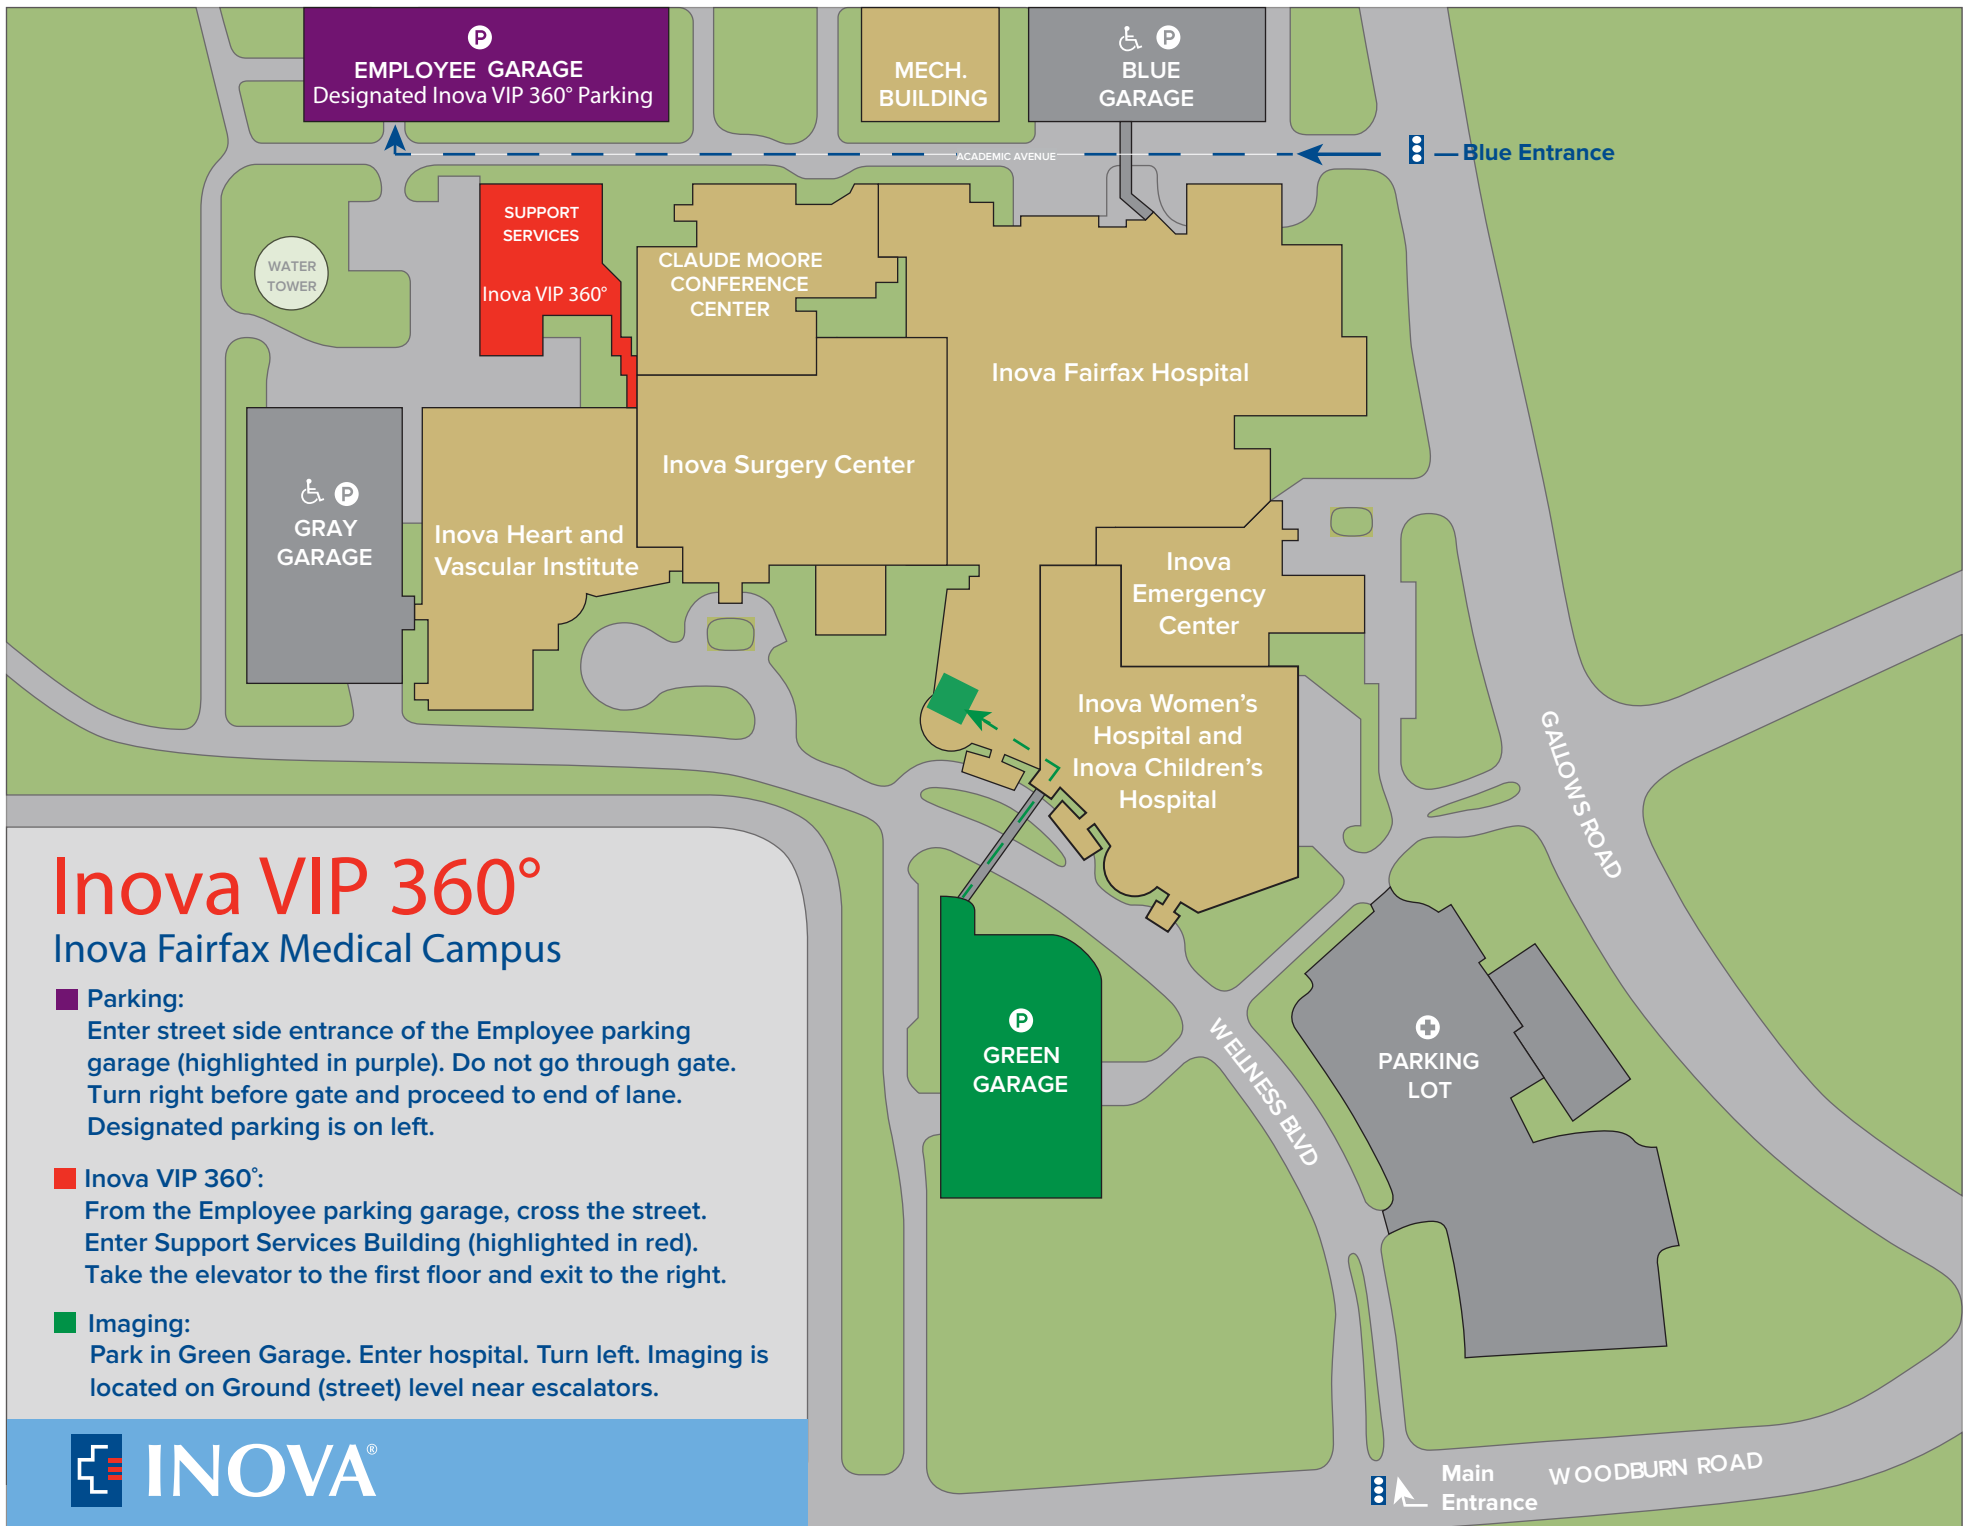 P
EMPLOYEE GARAGE
Designated Inova VIP 360° Parking
MECH.
BUILDING
P
BLUE
GARAGE
ACADEMIC AVENUE
Blue Entrance
SUPPORT
SERVICES
Inova VIP 360°
WATER
TOWER
CLAUDE MOORE
CONFERENCE
CENTER
Inova Fairfax Hospital
Inova Surgery Center
P
GRAY
GARAGE
Inova Heart and
Vascular Institute
Inova
Emergency
Center
Inova Women's
Hospital and
Inova Children's
Hospital
GALLOWS ROAD
P
GREEN
GARAGE
WELLNESS BLVD
PARKING
LOT
Inova VIP 360°
Inova Fairfax Medical Campus
Parking:
Enter street side entrance of the Employee parking
garage (highlighted in purple). Do not go through gate.
Turn right before gate and proceed to end of lane.
Designated parking is on left.
Inova VIP 360°:
From the Employee parking garage, cross the street.
Enter Support Services Building (highlighted in red).
Take the elevator to the first floor and exit to the right.
Imaging:
Park in Green Garage. Enter hospital. Turn left. Imaging is
located on Ground (street) level near escalators.
INOVA®
Main
Entrance
WOODBURN ROAD